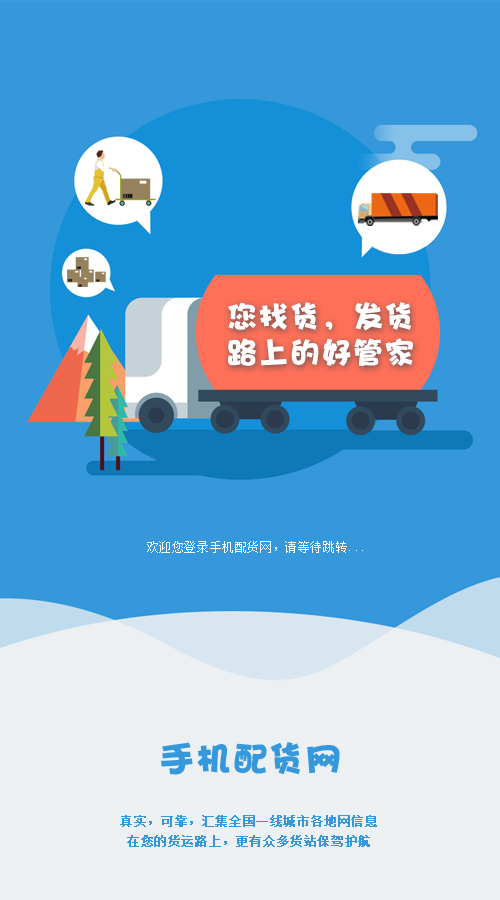 您找货，发货
路上的好管家
欢迎您登录手机配货网，请等待跳转...
手机配货网
真实，可靠，汇集全国一线城市各地网信息
在您的货运路上，更有众多货站保驾护航